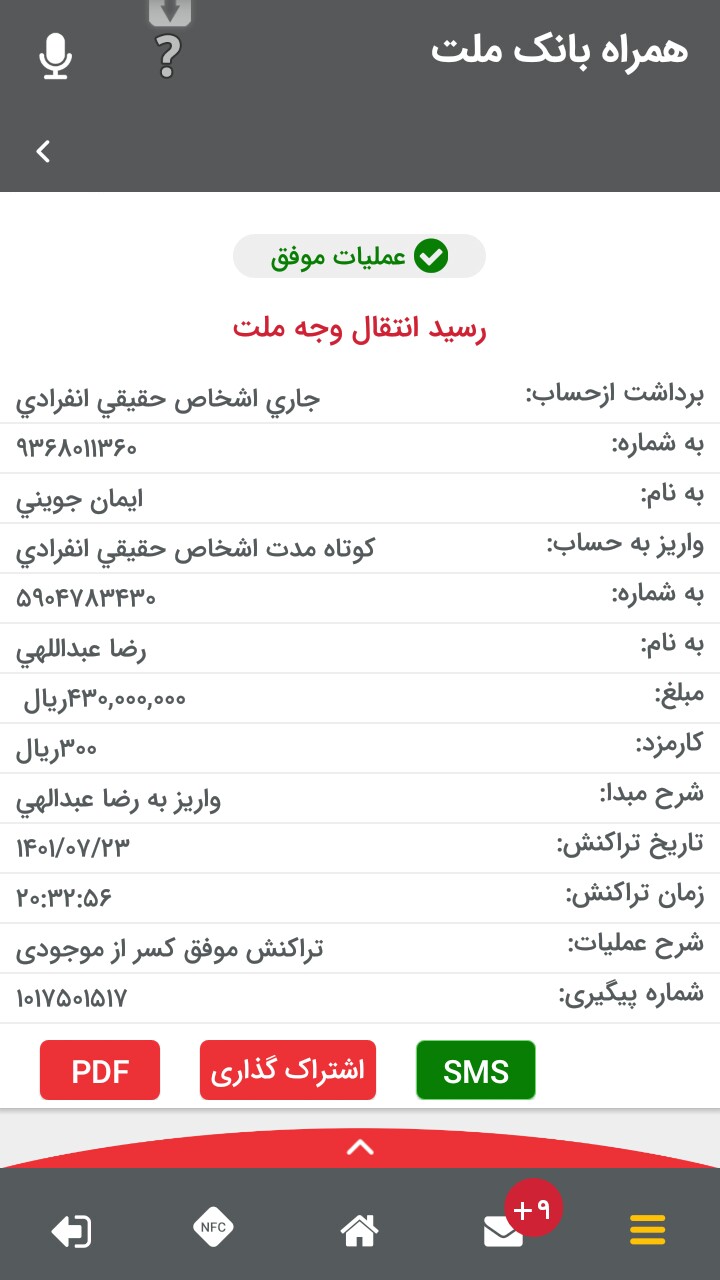 همراه بانک ملت
?
عملیات موفق
رسید انتقال وجه ملت
برداشت ازحساب: جاري اشخاص حقيقي انفرادي
به شماره: ۹۳۶۸۰۱۱۳۶۰
به نام: ايمان جويني
واریز به حساب: كوتاه مدت اشخاص حقيقي انفرادي
به شماره: ۵۹۰۴۷۸۳۴۳۰
به نام: رضا عبداللهي
مبلغ: ۴۳۰,۰۰۰,۰۰۰ریال
کارمزد: ۳۰۰ریال
شرح مبدا: واریز به رضا عبدالهي
تاریخ تراکنش: ۱۴۰۱/۰۷/۲۳
زمان تراکنش: ۲۰:۳۲:۵۶
شرح عملیات: تراکنش موفق کسر از موجودی
شماره پیگیری: ۱۰۱۷۵۰۱۵۱۷
SMS اشتراک گذاری PDF
+۹
NFC